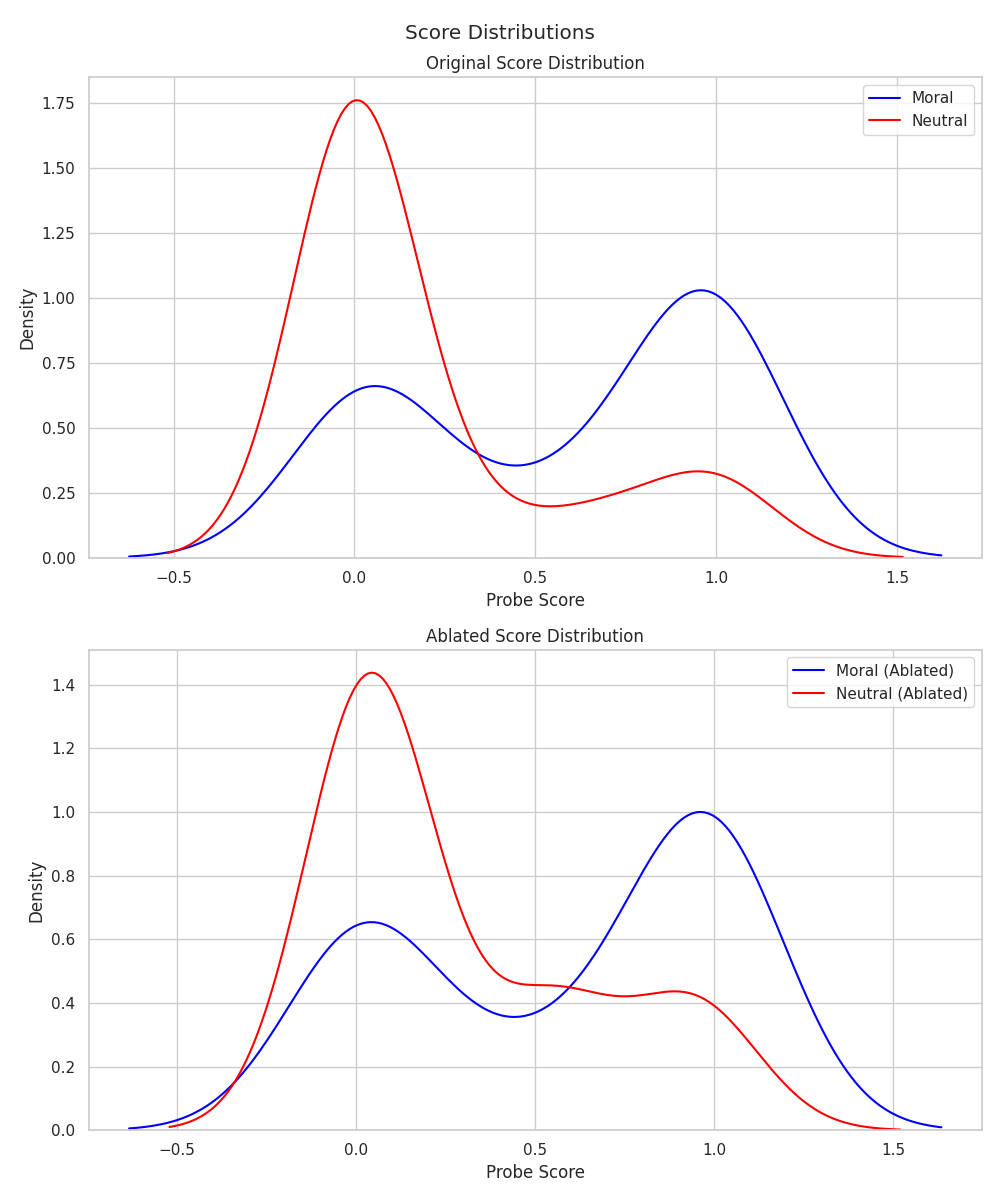 Score Distributions
Original Score Distribution
Moral
Neutral
1.75
1.50
1.25
1.00
0.75
0.50
0.25
0.00
Density
−0.5
0.0
0.5
1.0
1.5
Probe Score
Ablated Score Distribution
Moral (Ablated)
Neutral (Ablated)
1.4
1.2
1.0
0.8
0.6
0.4
0.2
0.0
Density
−0.5
0.0
0.5
1.0
1.5
Probe Score